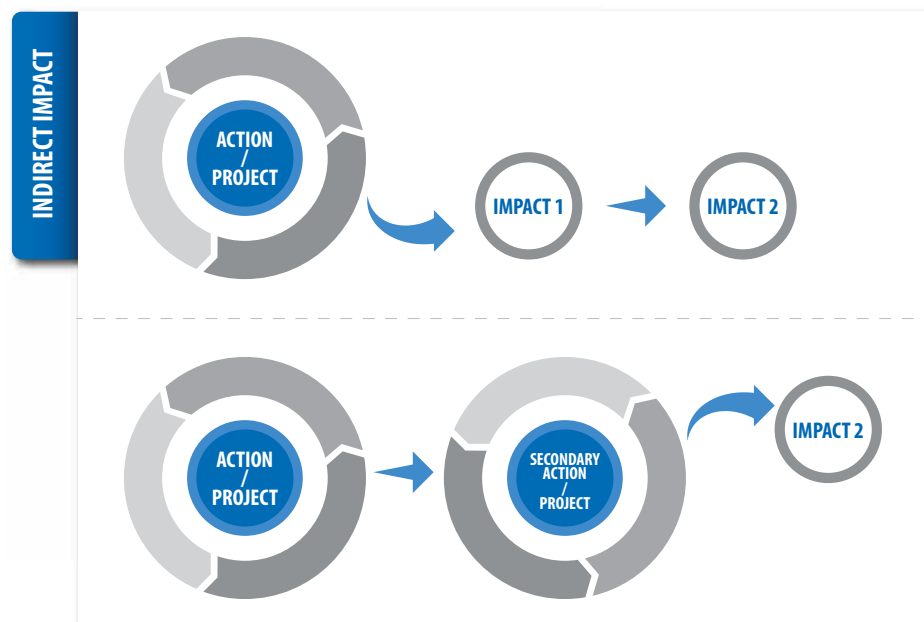 INDIRECT IMPACT
ACTION
/
PROJECT
IMPACT 1
IMPACT 2
ACTION
/
PROJECT
SECONDARY
ACTION
/
PROJECT
IMPACT 2